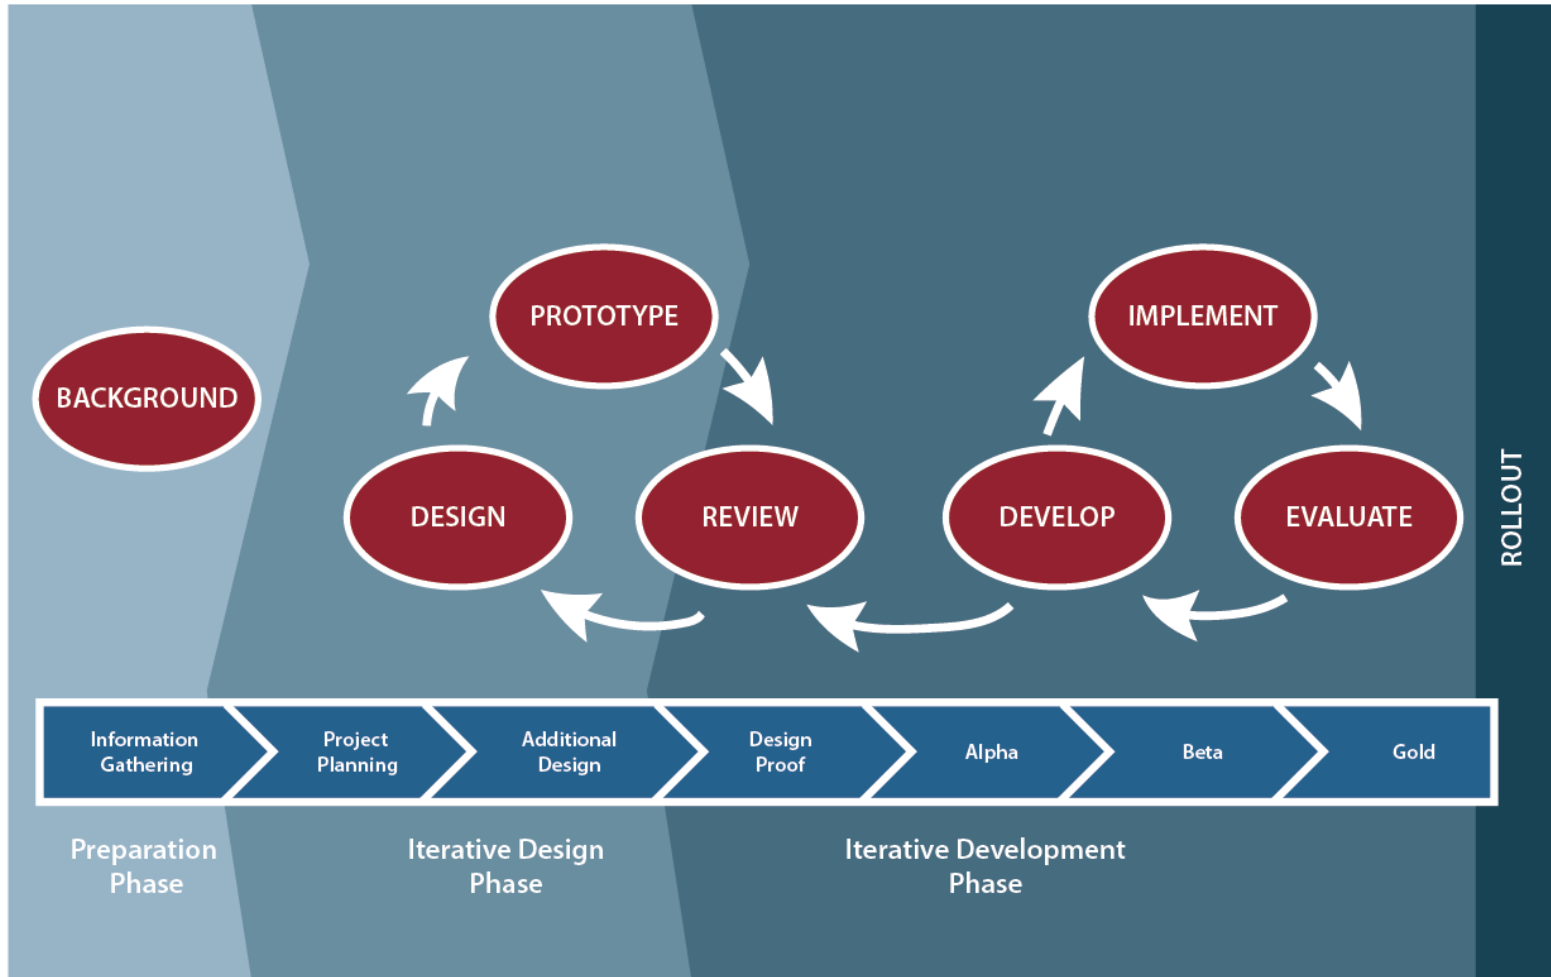 PROTOTYPE
IMPLEMENT
BACKGROUND
DESIGN
REVIEW
DEVELOP
EVALUATE
ROLLOUT
Information
Gathering
Project
Planning
Additional
Design
Design
Proof
Alpha
Beta
Gold
Preparation
Phase
Iterative Design
Phase
Iterative Development
Phase